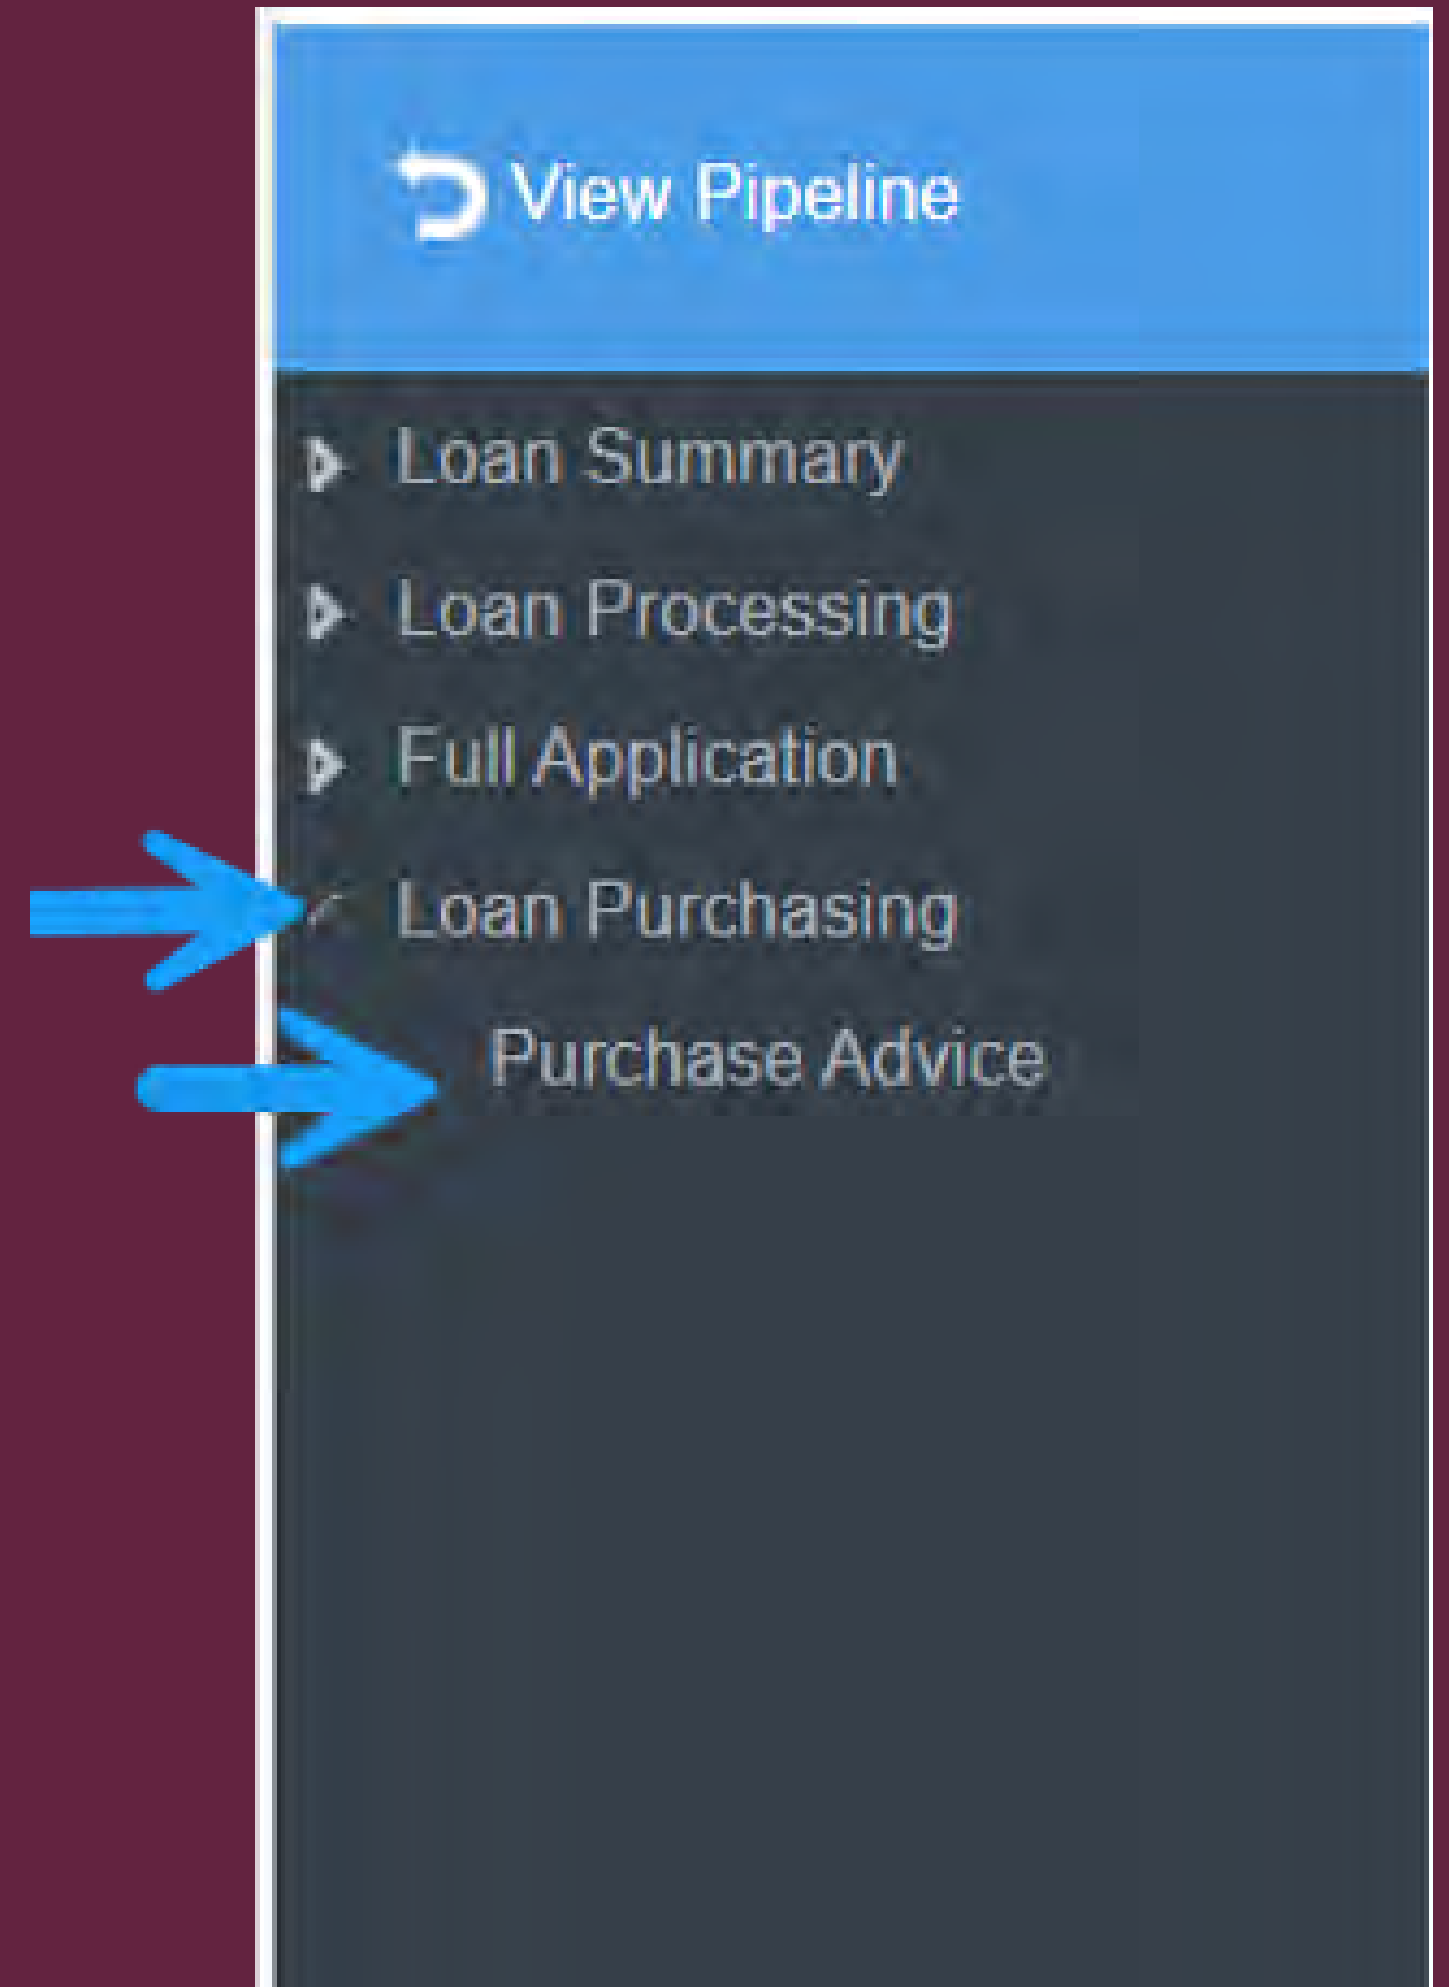 View Pipeline
Loan Summary
Loan Processing
Full Application
Loan Purchasing
Purchase Advice